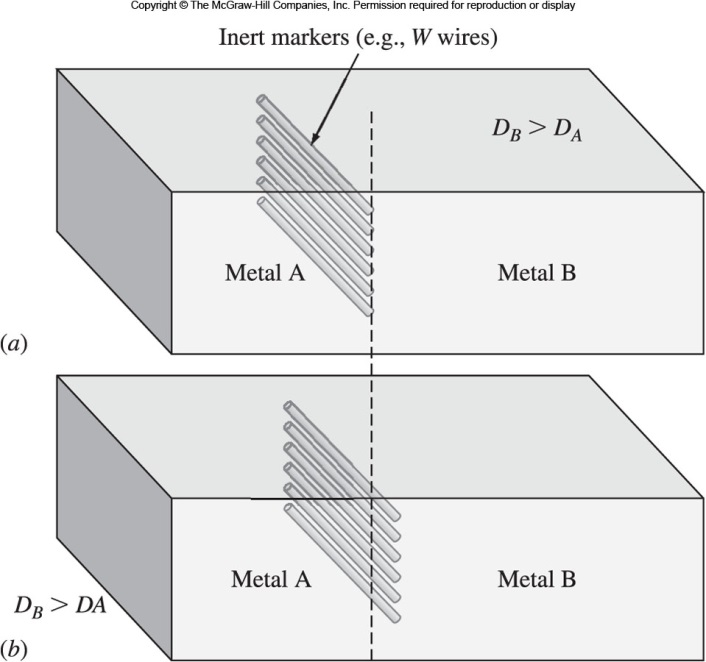 Copyright © The McGraw-Hill Companies, Inc. Permission required for reproduction or display
Inert markers (e.g., W wires)
D_B > D_A
Metal A
Metal B
(a)
Metal A
Metal B
D_B > DA
(b)